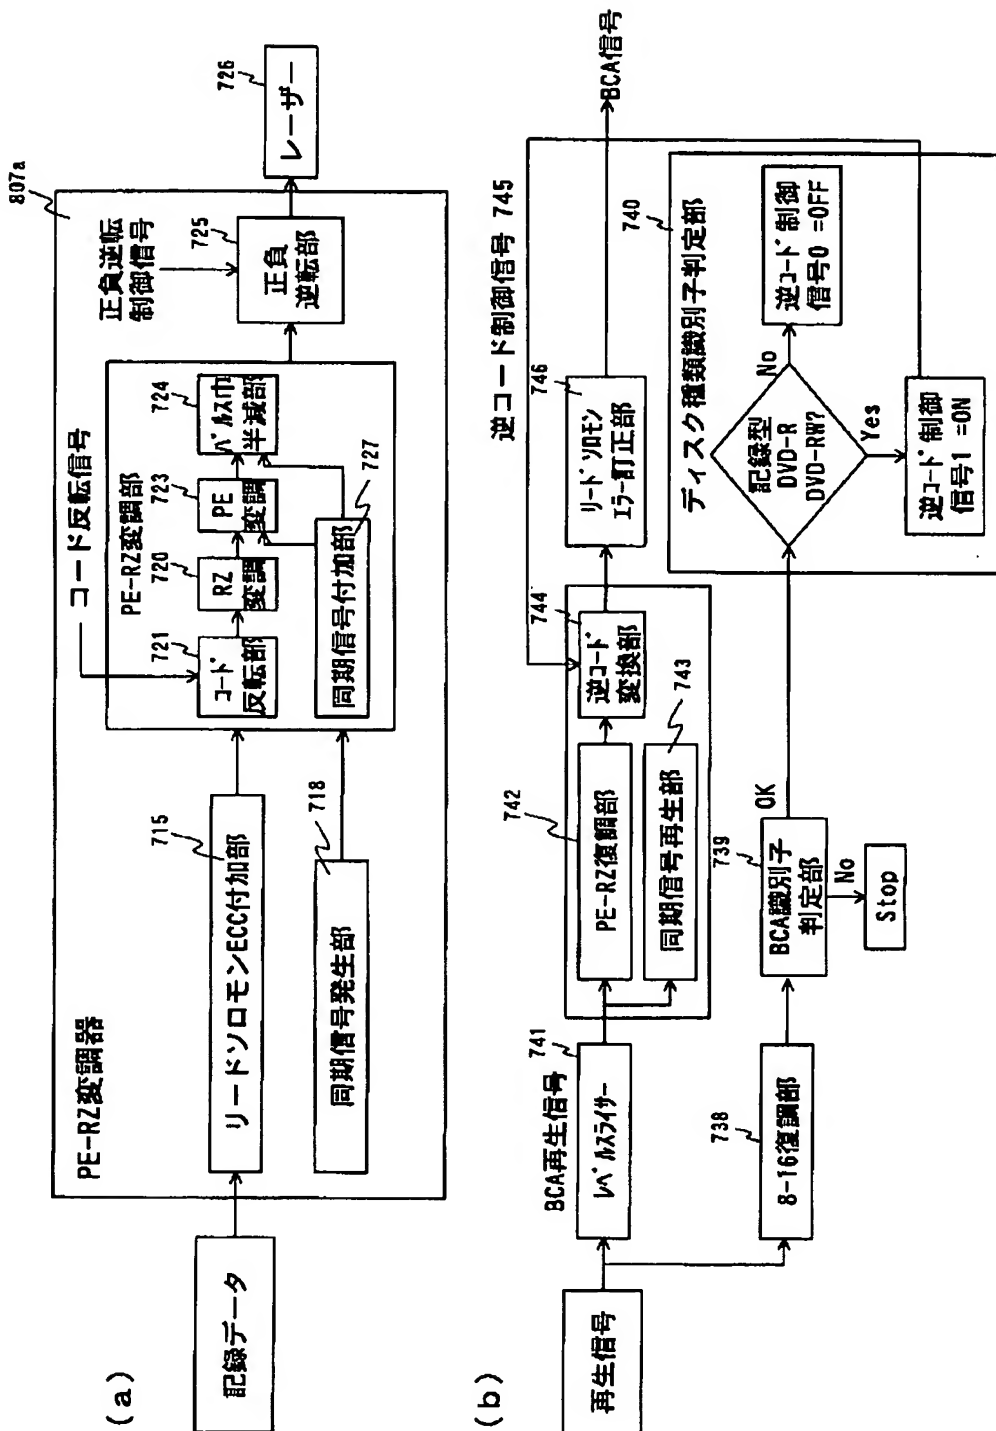 (a)
記録データ
PE-RZ変調器
807a
リードソロモンECC付加部
715
同期信号発生部
718
コード反転信号
PE-RZ変調部
721
コード
反転部
720
RZ
変調
723
PE
変調
724
パルス巾
半減部
同期信号付加部
727
正負逆転
制御信号
725
正負
逆転部
726
レーザー
(b)
再生信号
BCA再生信号
741
レベルスライサー
738
8-16復調部
742
PE-RZ復調部
同期信号再生部
743
744
逆コード
変換部
逆コード制御信号 745
746
リードソロモン
エラー訂正部
BCA信号
739
BCA識別子
判定部
OK
No
Stop
ディスク種類識別子判定部
740
記録型
DVD-R
DVD-RW?
No
逆コード制御
信号0 =OFF
Yes
逆コード制御
信号1 =ON